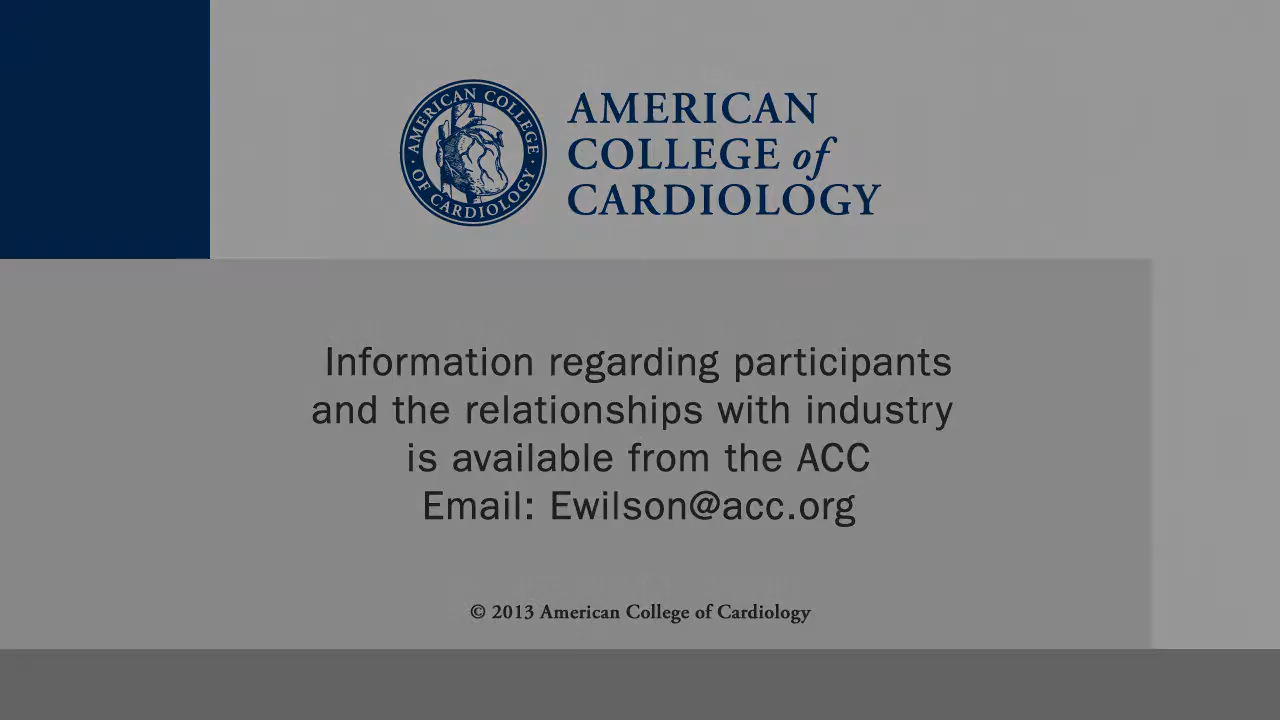 AMERICAN COLLEGE
OF CARDIOLOGY
AMERICAN
COLLEGE of
CARDIOLOGY
Information regarding participants
and the relationships with industry
is available from the ACC
Email: Ewilson@acc.org
© 2013 American College of Cardiology